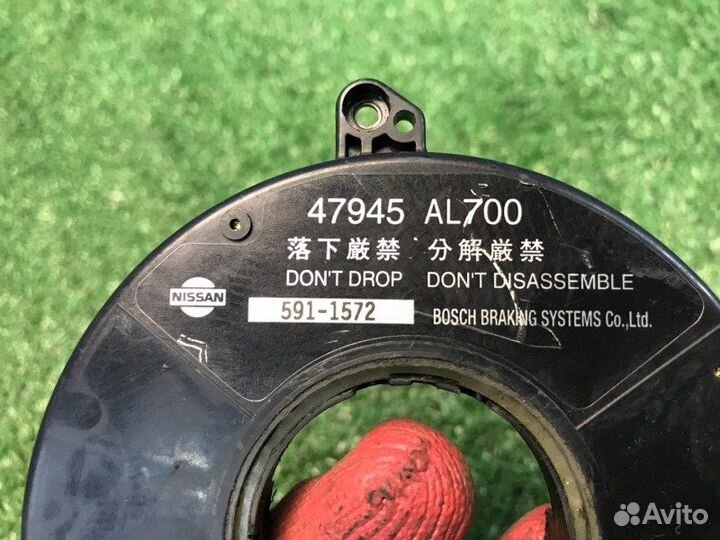 47945 AL700
落下厳禁 分解厳禁
DON'T DROP DON'T DISASSEMBLE
NISSAN
591-1572 BOSCH BRAKING SYSTEMS Co.,Ltd.
Avito